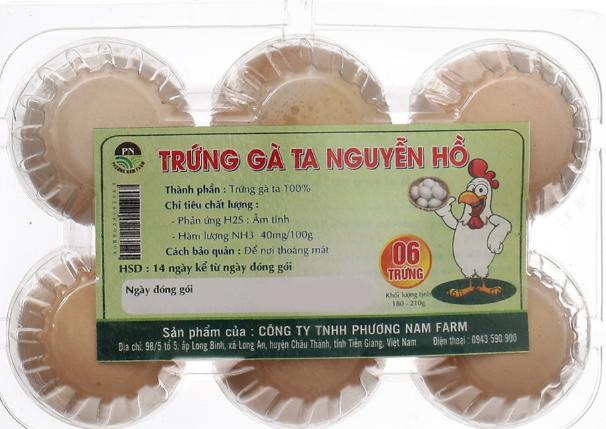 PN
PHƯƠNG NAM FARM
TRỨNG GÀ TA NGUYỄN HỒ
Thành phần : Trứng gà ta 100%
Chỉ tiêu chất lượng :
- Phản ứng H2S : Âm tính
- Hàm lượng NH3 40mg/100g
Cách bảo quản : Để nơi thoáng mát
HSD : 14 ngày kể từ ngày đóng gói
Ngày đóng gói
06
TRỨNG
Khối lượng tịnh
180 - 210g
Sản phẩm của : CÔNG TY TNHH PHƯƠNG NAM FARM
Địa chỉ: 98/5 tổ 5, ấp Long Bình, xã Long An, huyện Châu Thành, tỉnh Tiền Giang, Việt Nam Điện thoại : 0943 590 900